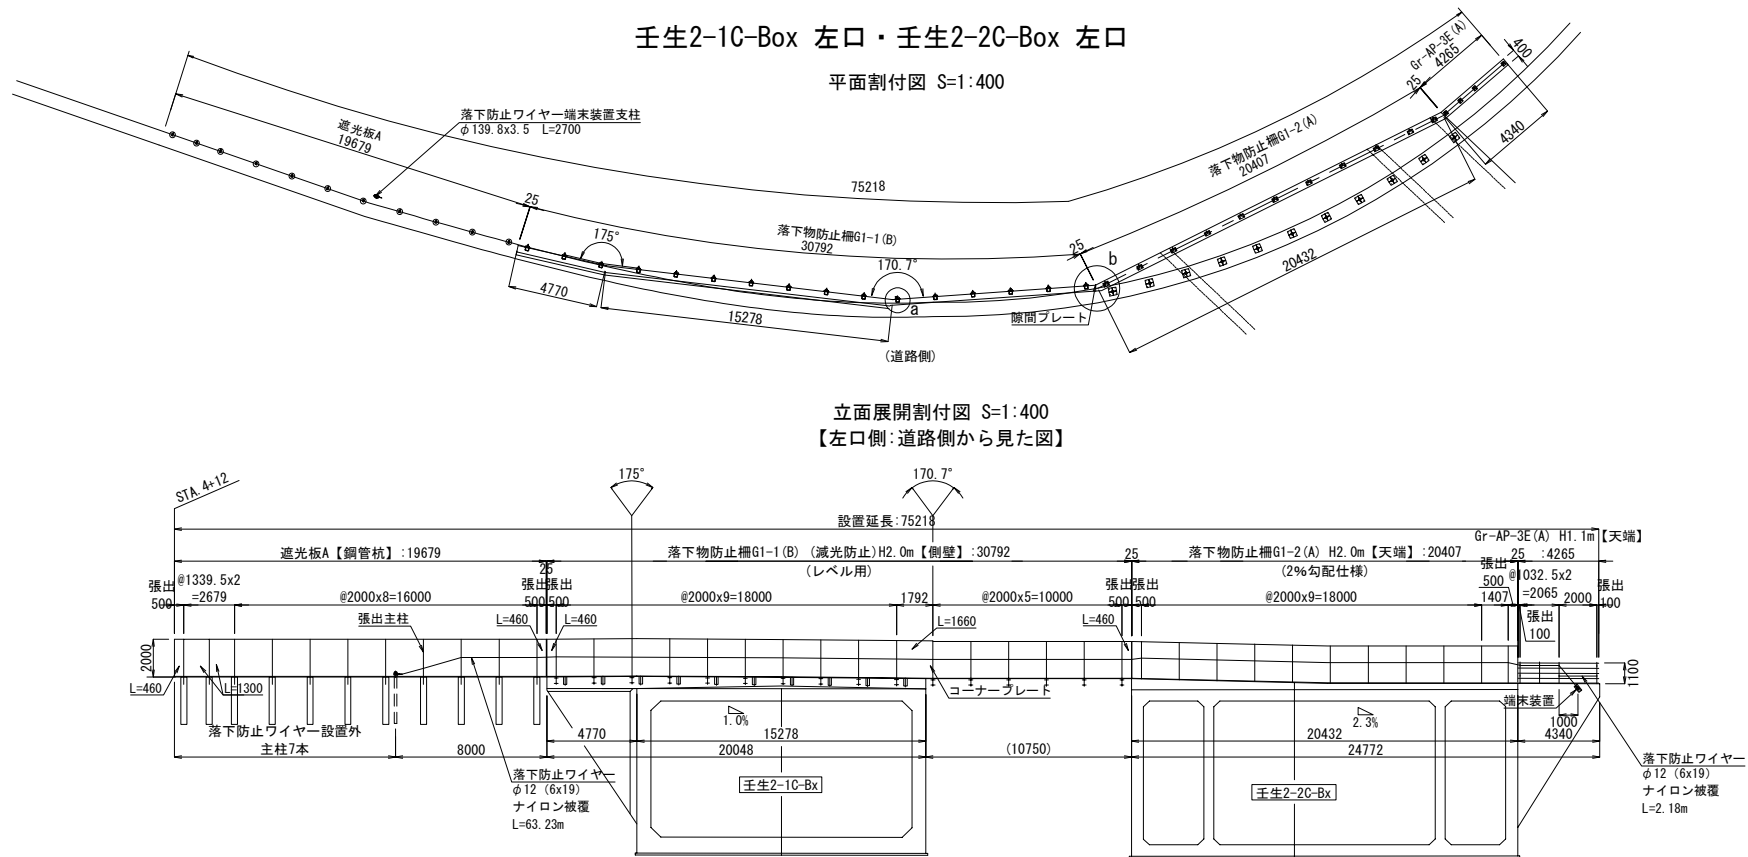 壬生2-1C-Box 左口・壬生2-2C-Box 左口
平面割付図 S=1:400
Gr-AP-3E(A)
4265
400
25
4340
落下防止ワイヤー端末装置支柱
φ139.8x3.5 L=2700
遮光板A
19679
75218
落下物防止柵G1-2(A)
20407
25
落下物防止柵G1-1(B)
30792
175°
170.7°
25
b
a
20432
4770
15278
隙間プレート
(道路側)
立面展開割付図 S=1:400
【左口側:道路側から見た図】
STA.4+12
175°
170.7°
設置延長:75218
Gr-AP-3E(A) H1.1m【天端】
:4265
遮光板A【鋼管杭】:19679
25
落下物防止柵G1-1(B) (減光防止)H2.0m【側壁】:30792
(レベル用)
25
落下物防止柵G1-2(A) H2.0m【天端】:20407
(2%勾配仕様)
25
張出
500
@1339.5x2
=2679
@2000x8=16000
張出
500
張出
500
@2000x9=18000
1792
@2000x5=10000
張出
500
張出
500
@2000x9=18000
1407
張出
500
@1032.5x2
=2065
2000
張出
100
張出
100
張出主柱
L=460
L=460
L=1660
L=460
2000
L=460
L=1300
コーナープレート
1100
端末装置
1000
落下防止ワイヤー設置外
主柱7本
8000
1.0%
2.3%
4770
15278
20432
4340
20048
(10750)
24772
落下防止ワイヤー
φ12 (6x19)
ナイロン被覆
L=63.23m
壬生2-1C-Bx
壬生2-2C-Bx
落下防止ワイヤー
φ12 (6x19)
ナイロン被覆
L=2.18m